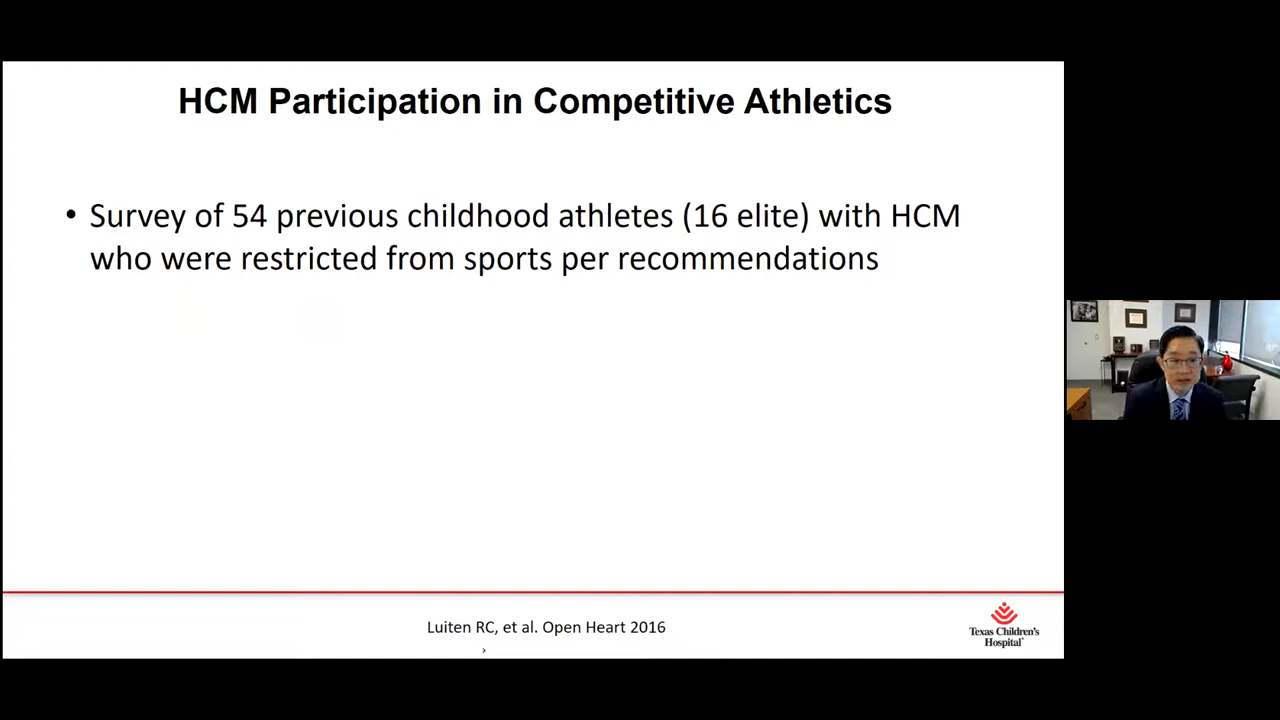 HCM Participation in Competitive Athletics
• Survey of 54 previous childhood athletes (16 elite) with HCM
who were restricted from sports per recommendations
Luiten RC, et al. Open Heart 2016
Texas Children's
Hospital